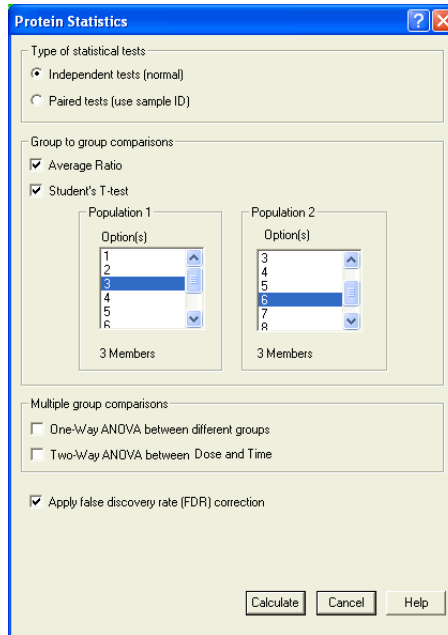 Protein Statistics
Type of statistical tests
Independent tests (normal)
Paired tests (use sample ID)
Group to group comparisons
Average Ratio
Student's T-test
Population 1
Option(s)
1
2
3
4
5
6
3 Members
Population 2
Option(s)
3
4
5
6
7
8
3 Members
Multiple group comparisons
One-Way ANOVA between different groups
Two-Way ANOVA between Dose and Time
Apply false discovery rate (FDR) correction
Calculate
Cancel
Help